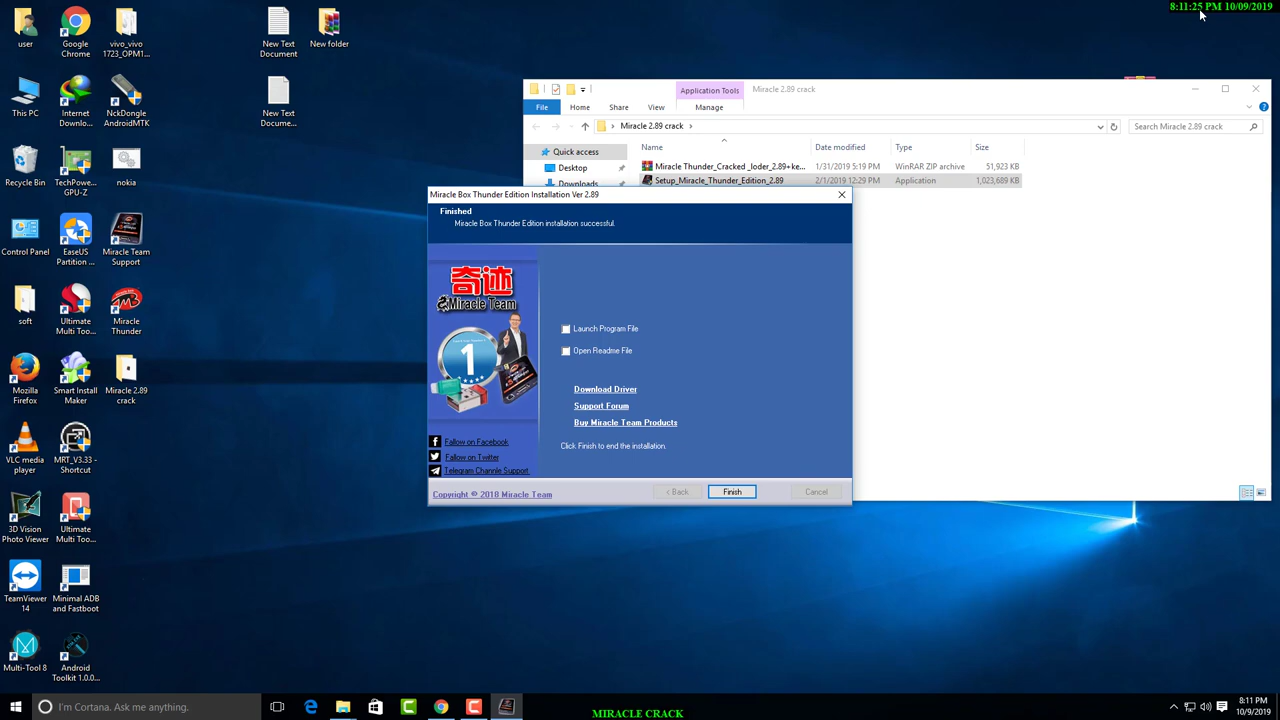 8:11:25 PM 10/09/2019
user
Google
Chrome
vivo_vivo
1723_OPM1...
New Text
Document
New folder
This PC
Internet
Downlo...
NckDongle
AndroidMTK
New Text
Docume...
Recycle Bin
TechPowe...
GPU-Z
nokia
Control Panel
EaseUS
Partition ...
Miracle Team
Support
soft
Ultimate
Multi Too...
Miracle
Thunder
Mozilla
Firefox
Smart Install
Maker
Miracle 2.89
crack
VLC media
player
MRT_V3.33 -
Shortcut
3D Vision
Photo Viewer
Ultimate
Multi Too...
TeamViewer
14
Minimal ADB
and Fastboot
Multi-Tool 8
Android
Toolkit 1.0.0...
Application Tools
Miracle 2.89 crack
File
Home
Share
View
Manage
Miracle 2.89 crack
Search Miracle 2.89 crack
Name
Date modified
Type
Size
Quick access
Desktop
Downloads
Miracle Thunder_Cracked _loder_2.89+ke...
1/31/2019 5:19 PM
WinRAR ZIP archive
51,923 KB
Setup_Miracle_Thunder_Edition_2.89
2/1/2019 12:29 PM
Application
1,023,689 KB
Miracle Box Thunder Edition Installation Ver 2.89
Finished
Miracle Box Thunder Edition installation successful.
奇迹
Miracle Team
1
Launch Program File
Open Readme File
Download Driver
Support Forum
Buy Miracle Team Products
Click Finish to end the installation.
Fallow on Facebook
Fallow on Twitter
Telegram Channle Support
Copyright © 2018 Miracle Team
< Back
Finish
Cancel
I'm Cortana. Ask me anything.
MIRACLE CRACK
8:11 PM
10/9/2019